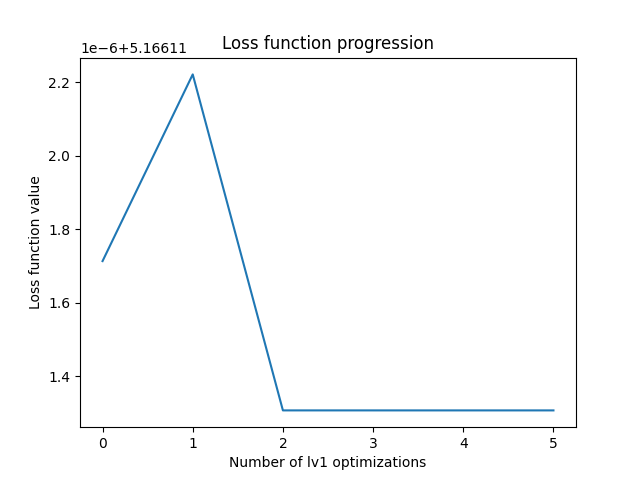 Loss function progression
1e−6+5.16611
2.2
2.0
1.8
1.6
1.4
Loss function value
0 1 2 3 4 5
Number of lv1 optimizations